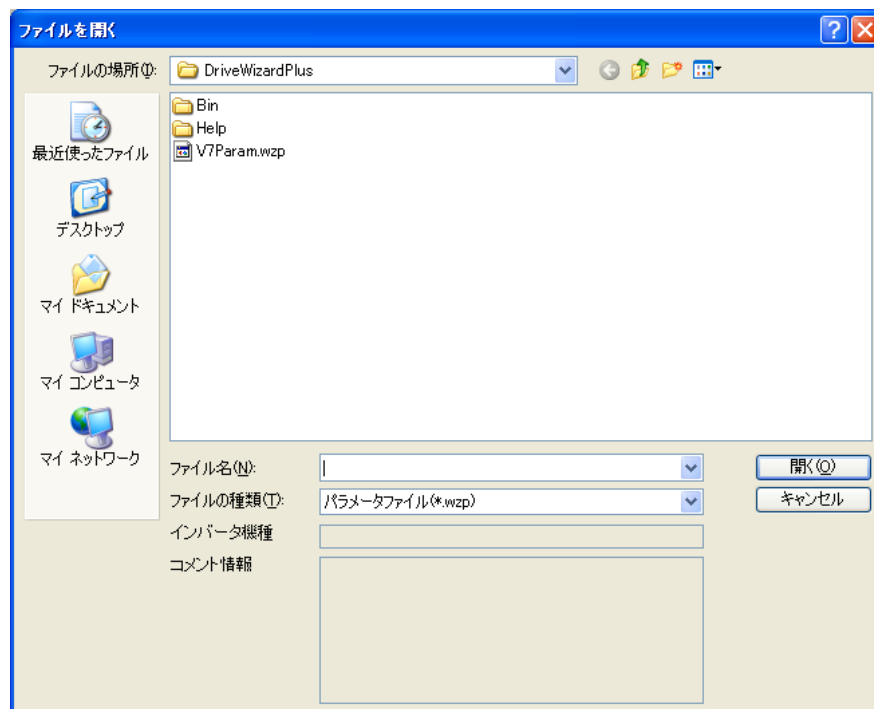 ファイルを開く
ファイルの場所(I):
DriveWizardPlus
Bin
Help
V7Param.wzp
最近使ったファイル
デスクトップ
マイ ドキュメント
マイ コンピュータ
マイ ネットワーク
ファイル名(N):
開く(O)
ファイルの種類(T):
パラメータファイル(*.wzp)
キャンセル
インバータ機種
コメント情報